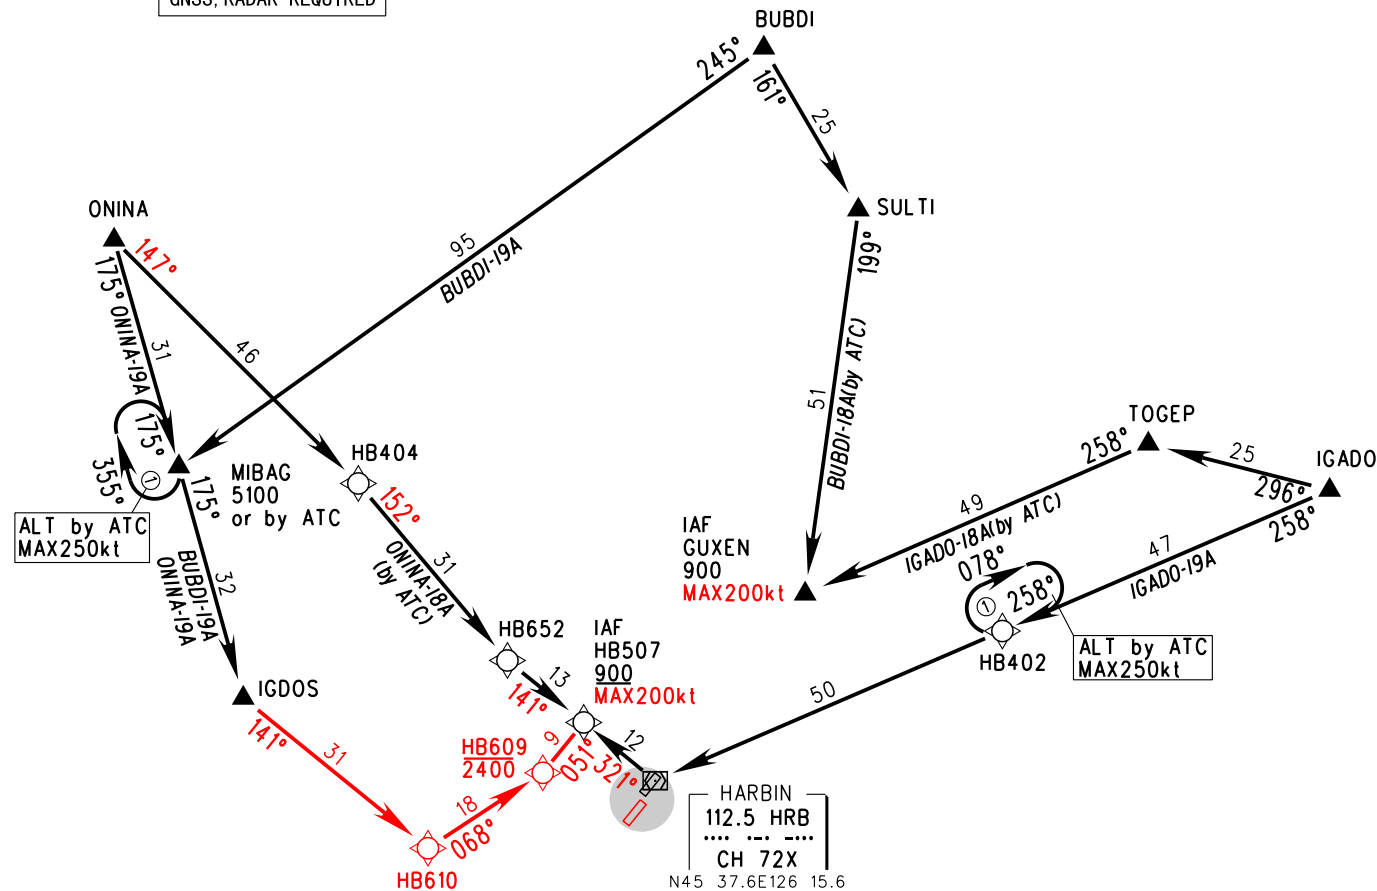 GNSS, RADAR REQUIRED
BUBDI
245°
161°
25
SULTI
199°
ONINA
147°
175°
ONINA-19A
31
46
95
BUBDI-19A
51
BUBDI-18A(by ATC)
TOGEP
258°
25
IGADO
296°
258°
49
IGADO-18A(by ATC)
47
IGADO-19A
175°
355°
1
MIBAG
5100
or by ATC
175°
ALT by ATC
MAX250kt
HB404
152°
31
ONINA-18A
(by ATC)
IAF
GUXEN
900
MAX200kt
078°
1
258°
HB402
ALT by ATC
MAX250kt
32
BUBDI-19A
ONINA-19A
HB652
13
141°
IAF
HB507
900
MAX200kt
50
IGDOS
141°
31
HB609
2400
9
051°
12
321°
18
068°
HB610
HARBIN
112.5 HRB
···· ·-· -···
CH 72X
N45 37.6E126 15.6